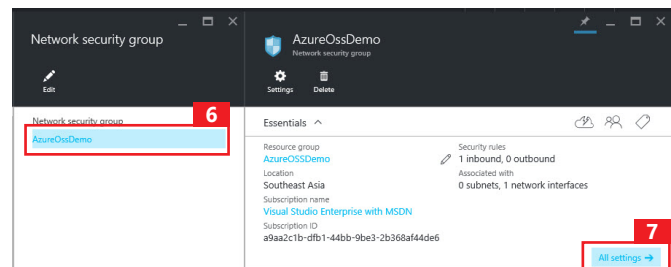 Network security group
Edit
6
Network security group
AzureOssDemo
AzureOssDemo
Network security group
Settings
Delete
Essentials
Resource group
AzureOSSDemo
Location
Southeast Asia
Subscription name
Visual Studio Enterprise with MSDN
Subscription ID
a9aa2c1b-dfb1-44bb-9be3-2b368af44de6
Security rules
1 inbound, 0 outbound
Associated with
0 subnets, 1 network interfaces
7
All settings →